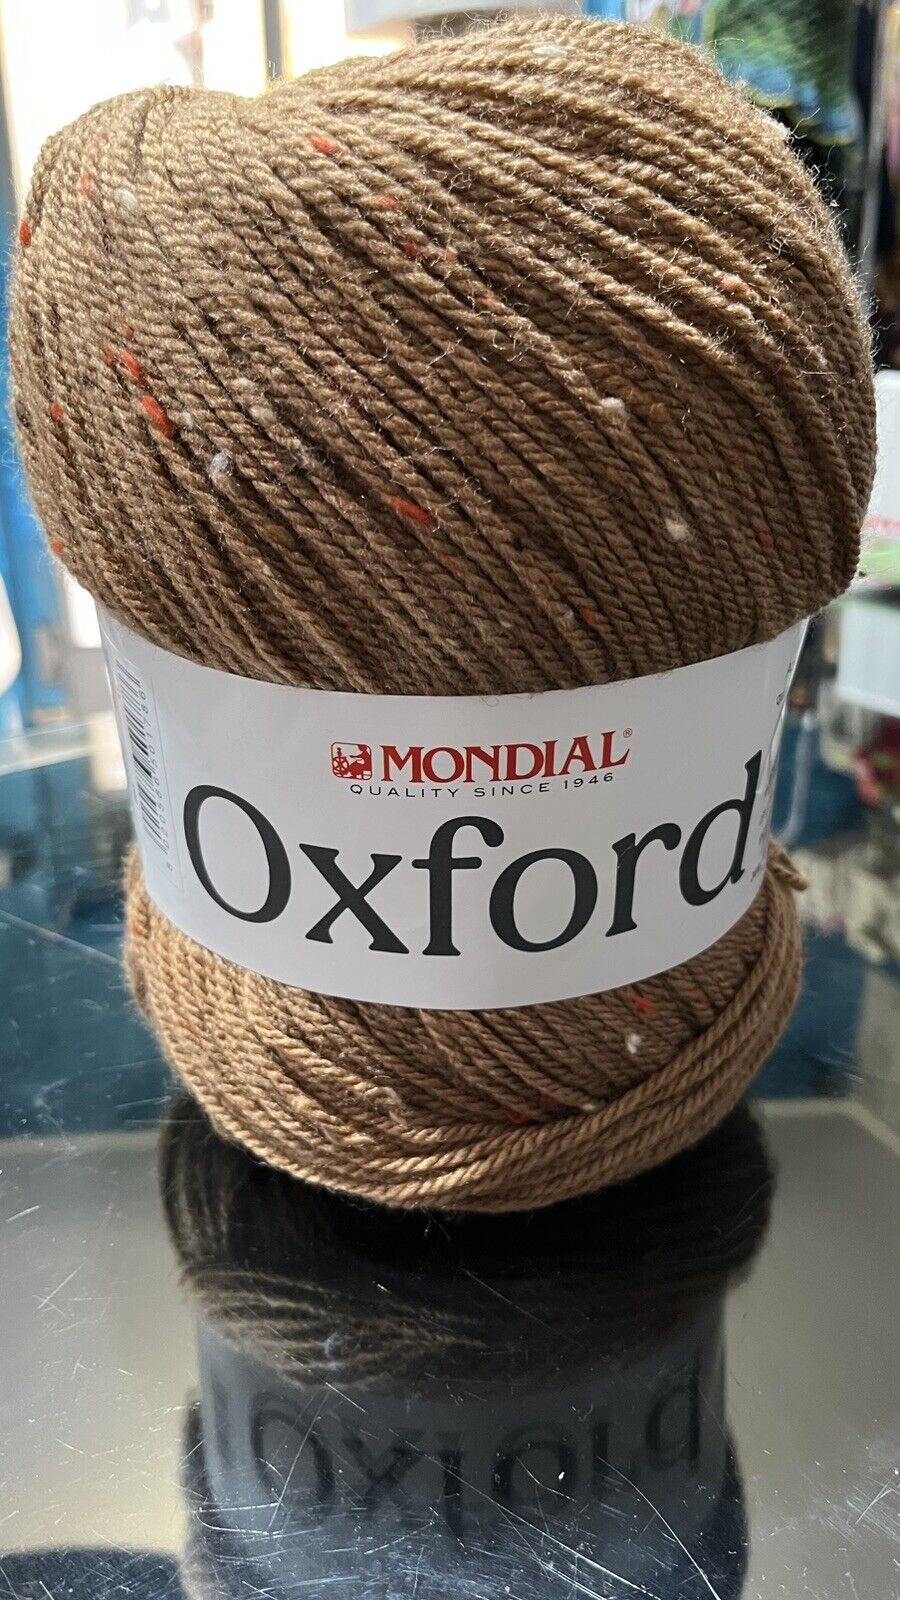 MONDIAL®
QUALITY SINCE 1946
Oxford